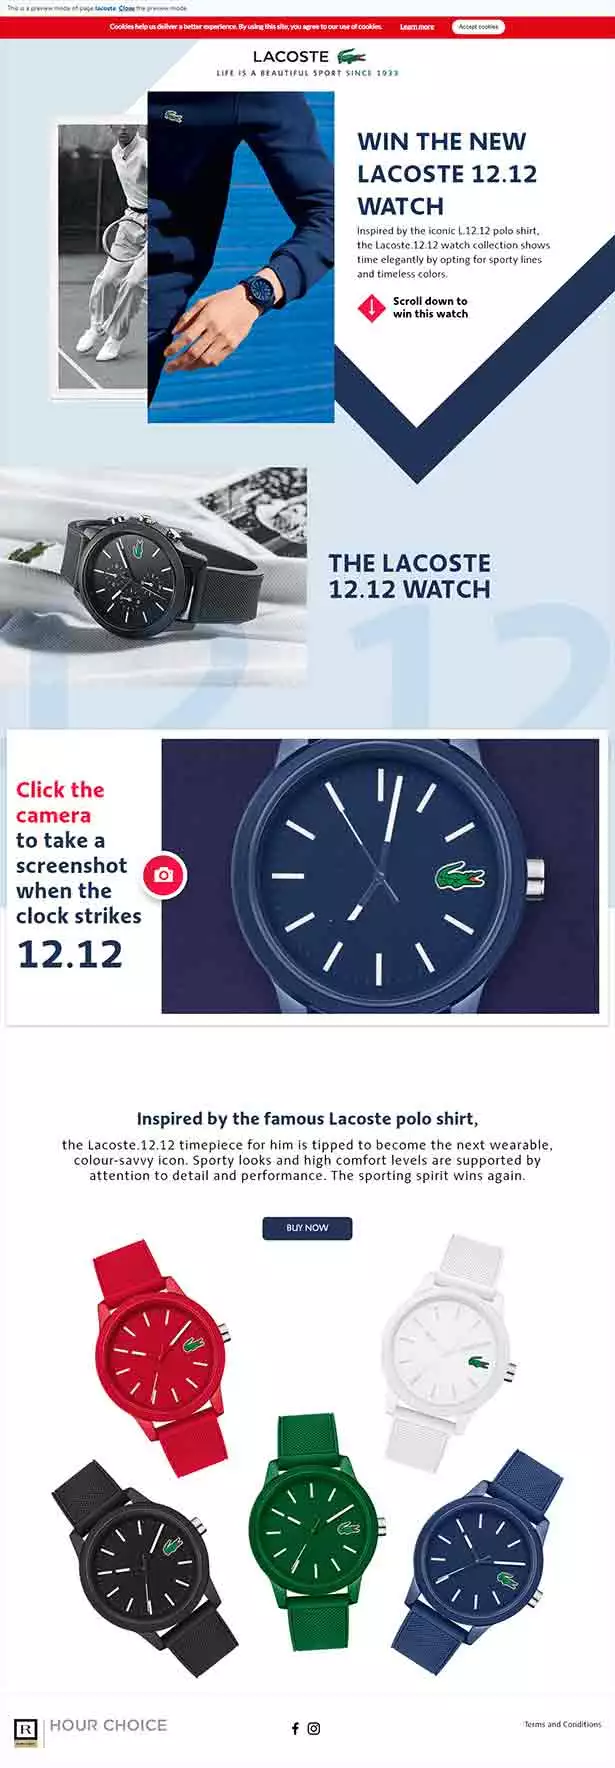 This is a preview mode of page lacoste. Close the preview mode.
Cookies help us deliver a better experience. By using this site, you agree to our use of cookies. Learn more Accept cookies
LACOSTE
LIFE IS A BEAUTIFUL SPORT SINCE 1933
WIN THE NEW
LACOSTE 12.12
WATCH
Inspired by the iconic L.12.12 polo shirt,
the Lacoste.12.12 watch collection shows
time elegantly by opting for sporty lines
and timeless colors.
Scroll down to
win this watch
THE LACOSTE
12.12 WATCH
12.12
Click the
camera
to take a
screenshot
when the
clock strikes
12.12
Inspired by the famous Lacoste polo shirt,
the Lacoste.12.12 timepiece for him is tipped to become the next wearable,
colour-savvy icon. Sporty looks and high comfort levels are supported by
attention to detail and performance. The sporting spirit wins again.
BUY NOW
R
HOUR CHOICE
Terms and Conditions